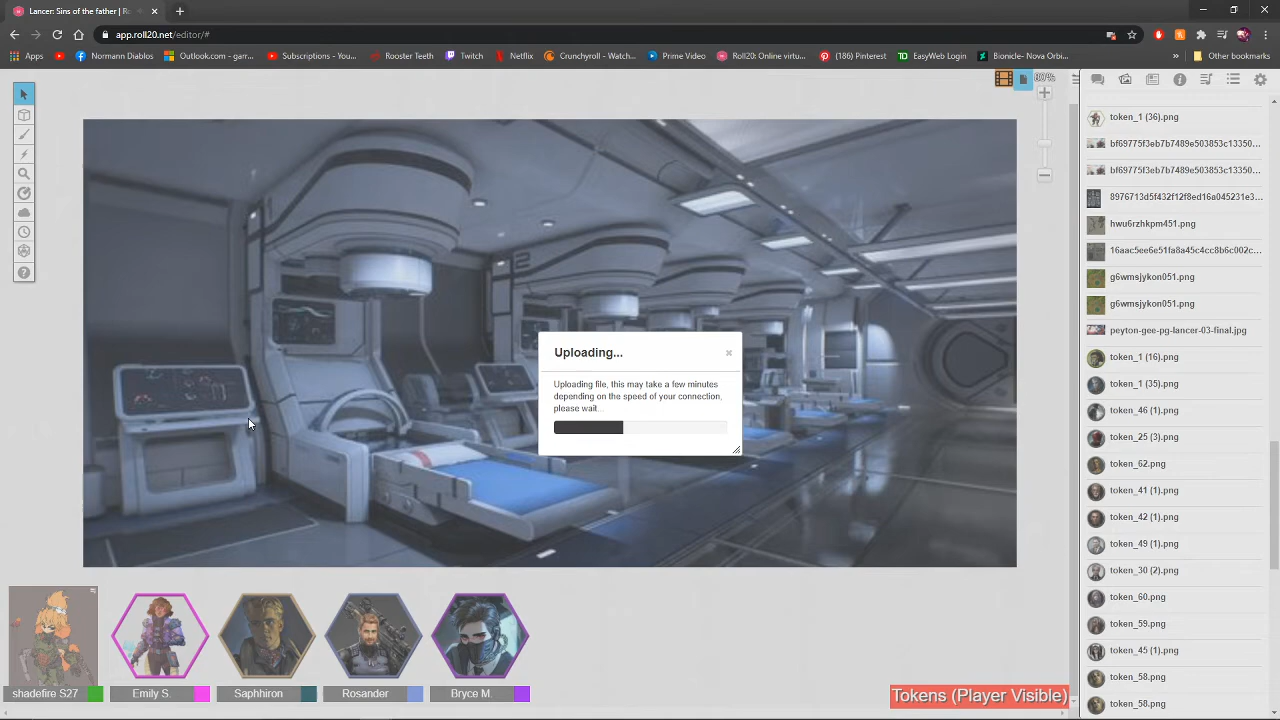 Lancer: Sins of the father | Ro
app.roll20.net/editor/#
Apps
Normann Diablos
Outlook.com - garr...
Subscriptions - You...
Rooster Teeth
Twitch
Netflix
Crunchyroll - Watch...
Prime Video
Roll20: Online virtu...
(186) Pinterest
EasyWeb Login
Bionicle- Nova Orbi...
Other bookmarks
80%
token_1 (36).png
bf69775f3eb7b7489e503853c13350...
bf69775f3eb7b7489e503853c13350...
8976713d5f432f12f8ed16a045231e3...
hwu6rzhkpm451.png
16aac5ee6e51fa8a45c4cc8b6c002c...
g6wmsjykon051.png
g6wmsjykon051.png
peyton-gee-pg-lancer-03-final.jpg
token_1 (16).png
token_1 (35).png
token_46 (1).png
token_25 (3).png
token_62.png
token_41 (1).png
token_42 (1).png
token_49 (1).png
token_30 (2).png
token_60.png
token_59.png
token_45 (1).png
token_58.png
token_58.png
Uploading...
Uploading file, this may take a few minutes
depending on the speed of your connection,
please wait...
shadefire S27
Emily S.
Saphhiron
Rosander
Bryce M.
Tokens (Player Visible)